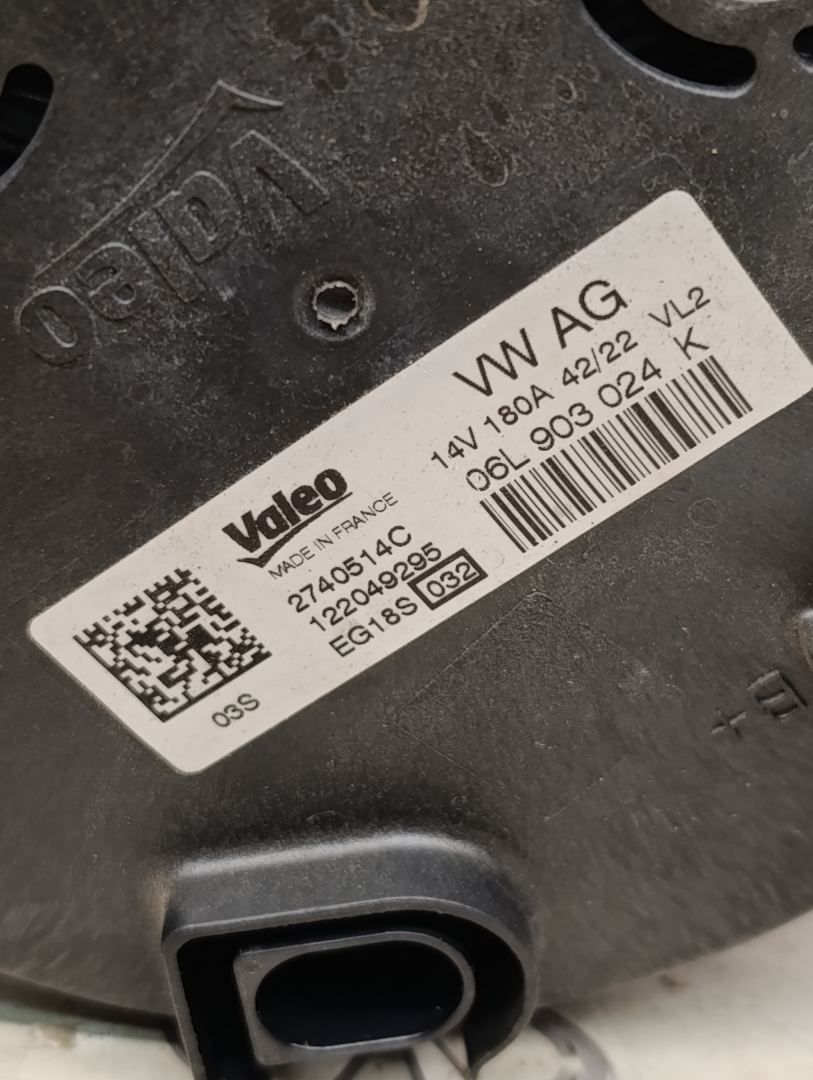 Valeo
VW AG
14V 180A 42/22 VL2
06L 903 024 K
Valeo
MADE IN FRANCE
2740514C
122049295
EG18S 032
03S
B+